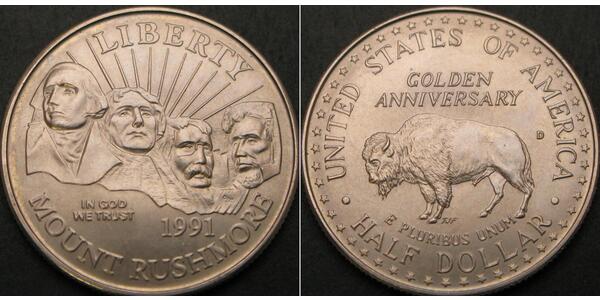 LIBERTY
IN GOD
WE TRUST
1991
MOUNT RUSHMORE
UNITED STATES OF AMERICA
GOLDEN
ANNIVERSARY
D
E PLURIBUS UNUM
HALF DOLLAR